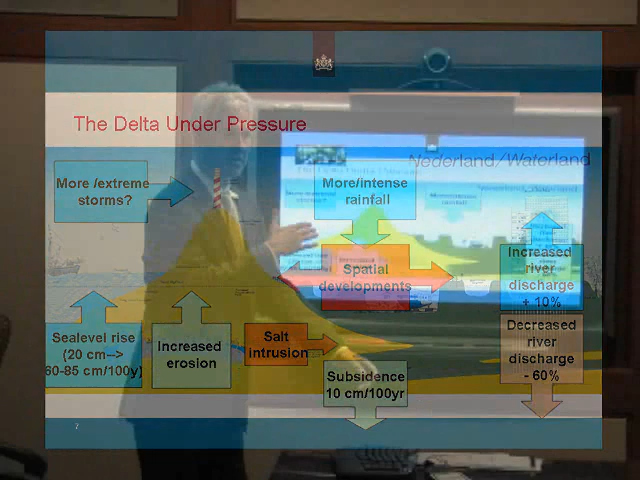 The Delta Under Pressure
Nederland/Waterland
More /extreme
storms?
More/intense
rainfall
Spatial
developments
Increased
river
discharge
+ 10%
Sealevel rise
(20 cm-->
60-85 cm/100y)
Increased
erosion
Salt
intrusion
Subsidence
10 cm/100yr
Decreased
river
discharge
- 60%
7